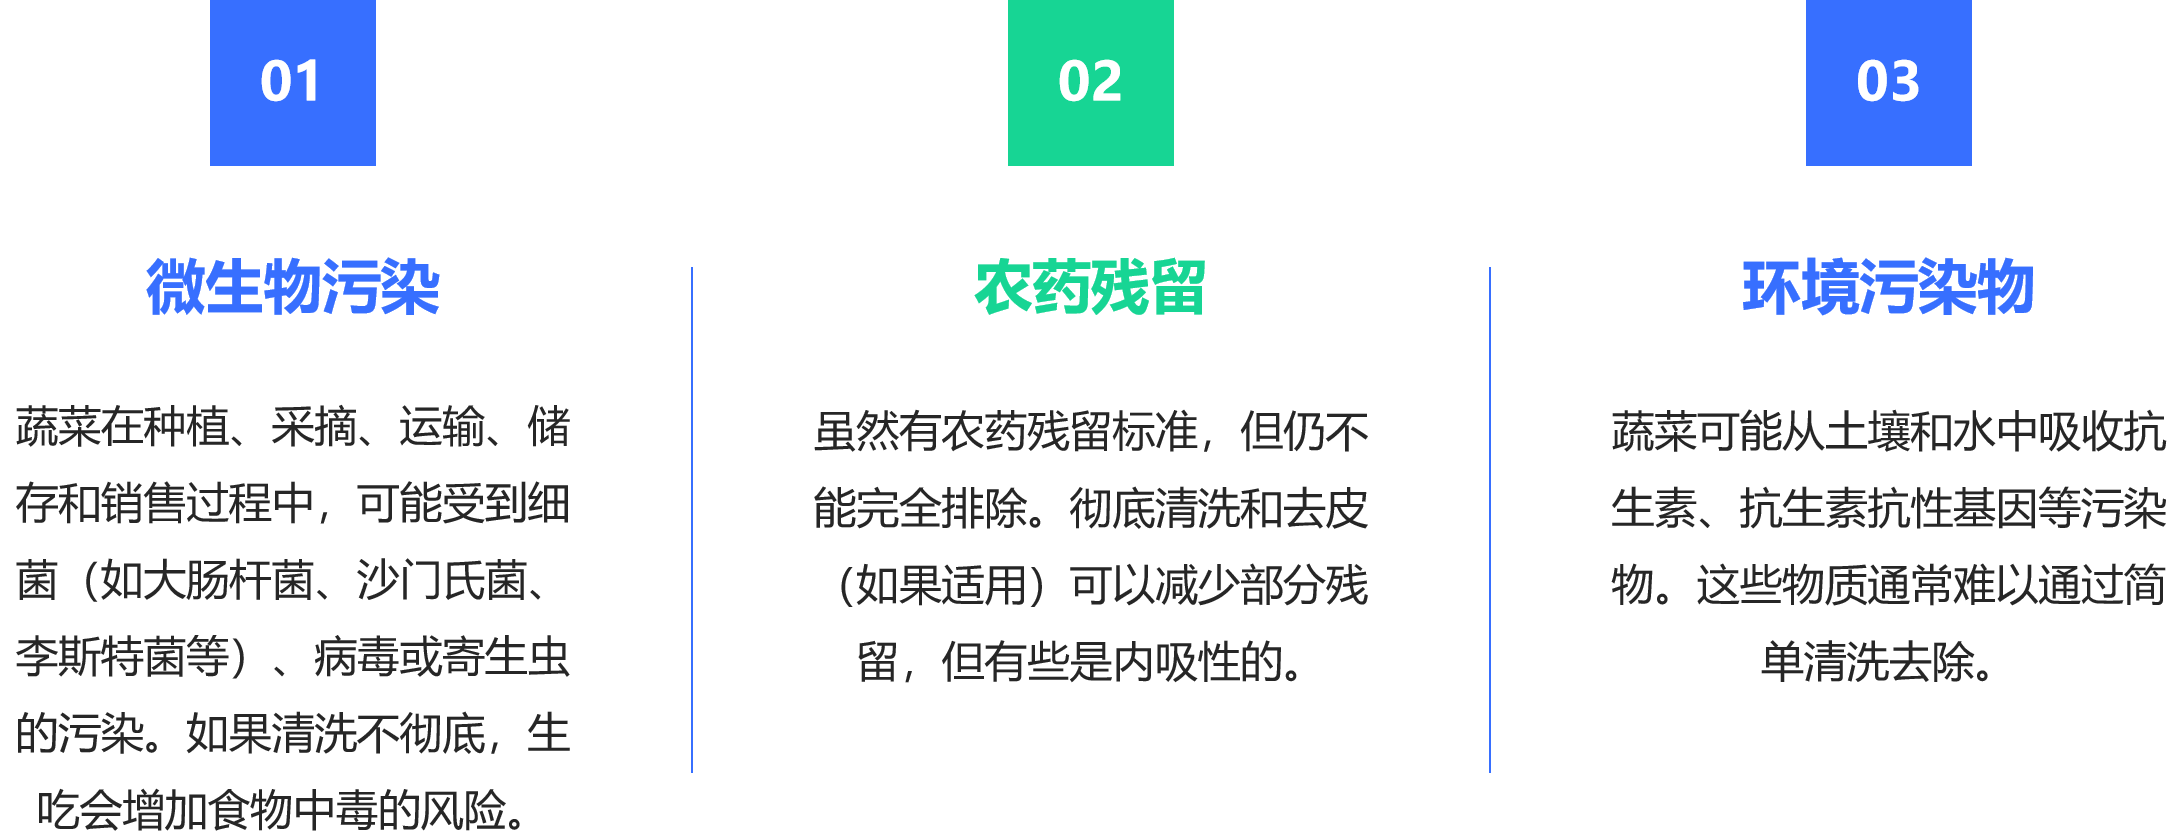 01
微生物污染
蔬菜在种植、采摘、运输、储
存和销售过程中，可能受到细
菌（如大肠杆菌、沙门氏菌、
李斯特菌等）、病毒或寄生虫
的污染。如果清洗不彻底，生
吃会增加食物中毒的风险。
02
农药残留
虽然有农药残留标准，但仍不
能完全排除。彻底清洗和去皮
（如果适用）可以减少部分残
留，但有些是内吸性的。
03
环境污染物
蔬菜可能从土壤和水中吸收抗
生素、抗生素抗性基因等污染
物。这些物质通常难以通过简
单清洗去除。